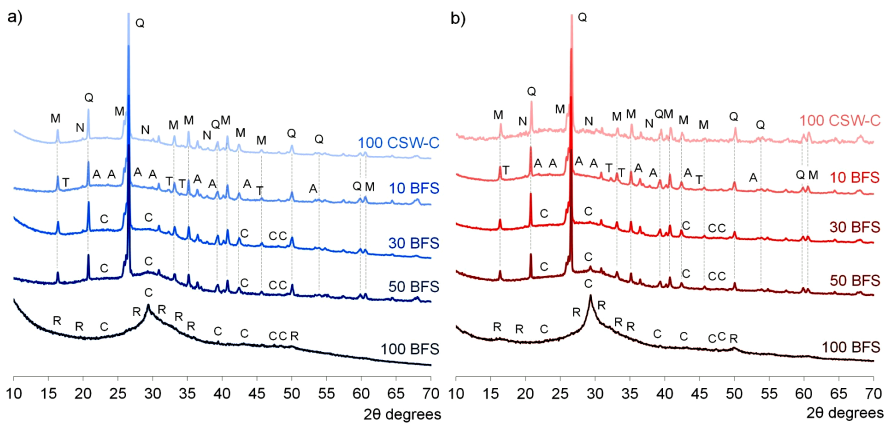 a)
Q
Q
M M N N M M N Q M M Q Q 100 CSW-C
T A A A A T T A A A T A Q M 10 BFS
C C C C C 30 BFS
C C C C C 50 BFS
R R C R C R R R C C C C R 100 BFS
10 15 20 25 30 35 40 45 50 55 60 65 70
2θ degrees
b)
Q
Q
M N M N M M N Q M M M Q Q 100 CSW-C
T A A A A T T A A T A Q M 10 BFS
C C C C C 30 BFS
C C C C C 50 BFS
R R C R C R R R C C C C R 100 BFS
10 15 20 25 30 35 40 45 50 55 60 65 70
2θ degrees